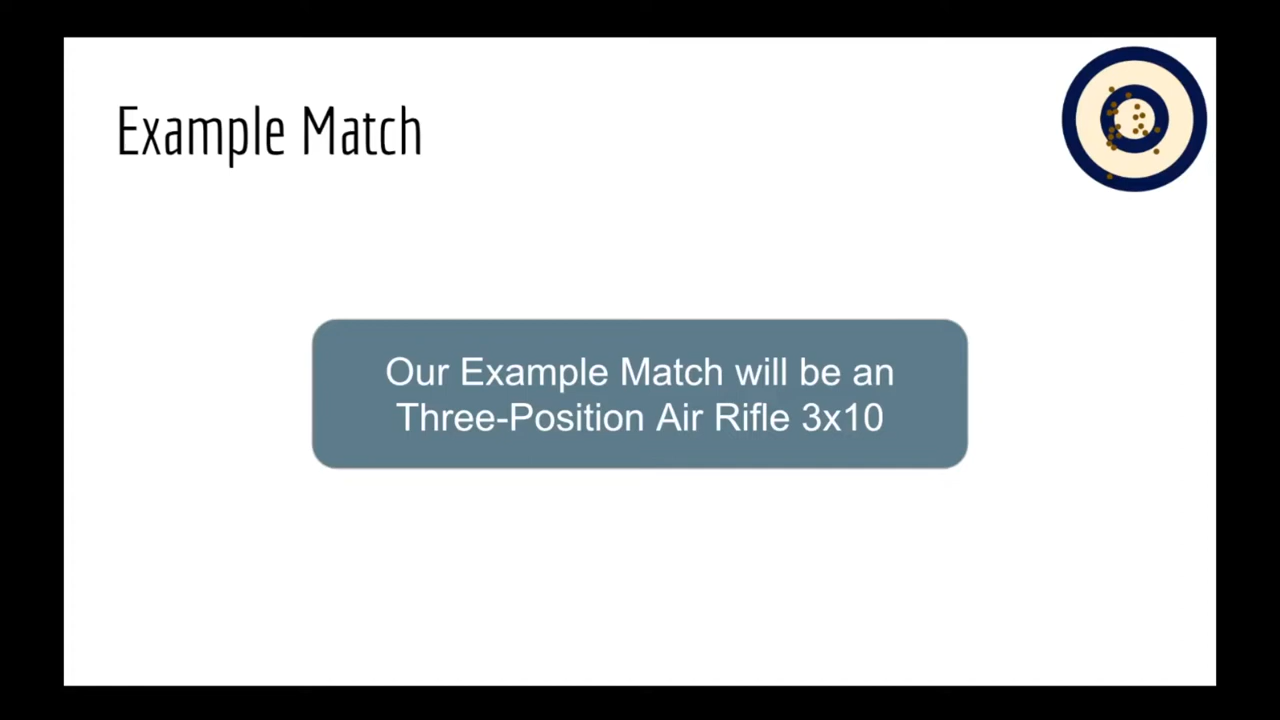 Example Match
Our Example Match will be an
Three-Position Air Rifle 3x10